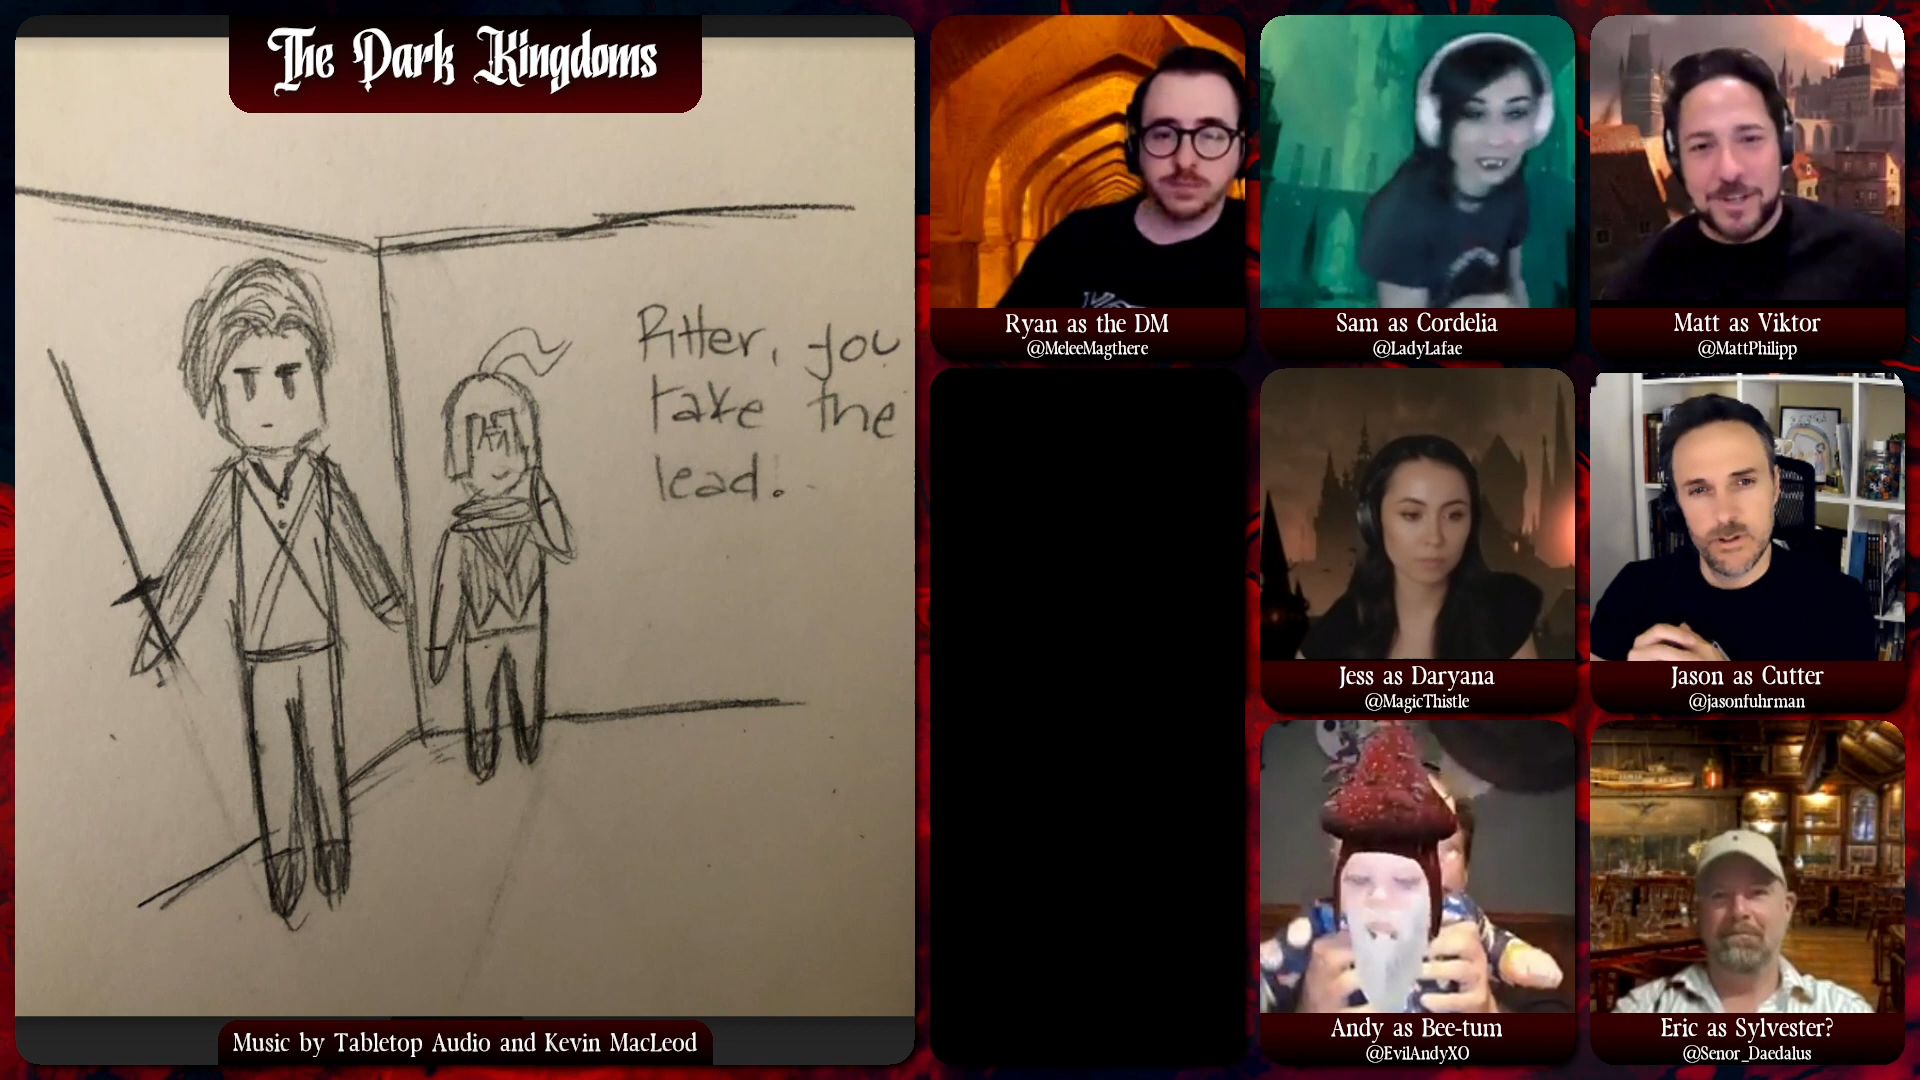 The Dark Kingdoms
Ritter, you
take the
lead.
Music by Tabletop Audio and Kevin MacLeod
Ryan as the DM
@MeleeMagthere
Sam as Cordelia
@LadyLafae
Matt as Viktor
@MattPhilipp
Jess as Daryana
@MagicThistle
Jason as Cutter
@jasonfuhrman
Andy as Bee-tum
@EvilAndyXO
Eric as Sylvester?
@Senor_Daedalus